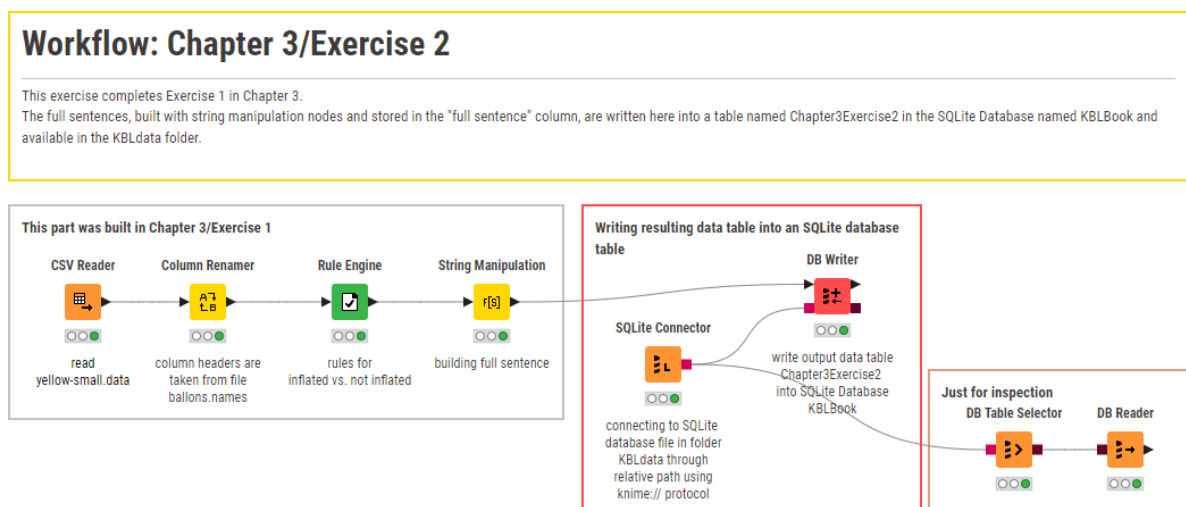 Workflow: Chapter 3/Exercise 2
This exercise completes Exercise 1 in Chapter 3.
The full sentences, built with string manipulation nodes and stored in the "full sentence" column, are written here into a table named Chapter3Exercise2 in the SQLite Database named KBLBook and
available in the KBLdata folder.
This part was built in Chapter 3/Exercise 1
CSV Reader
Column Renamer
Rule Engine
String Manipulation
A
B
f[S]
read
yellow-small.data
column headers are
taken from file
ballons.names
rules for
inflated vs. not inflated
building full sentence
Writing resulting data table into an SQLite database
table
DB Writer
SQLite Connector
L
write output data table
Chapter3Exercise2
into SQLite Database
KBLBook
connecting to SQLite
database file in folder
KBLdata through
relative path using
knime:// protocol
Just for inspection
DB Table Selector
DB Reader